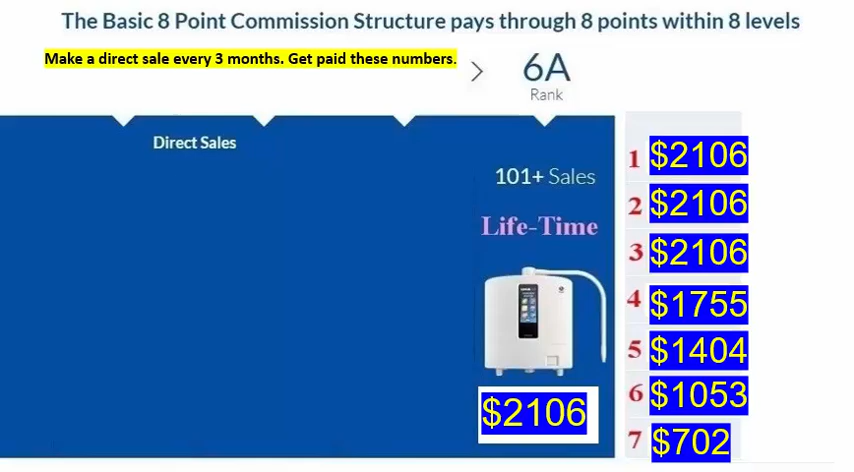 The Basic 8 Point Commission Structure pays through 8 points within 8 levels
Make a direct sale every 3 months. Get paid these numbers.
> 6A
Rank
Direct Sales
101+ Sales
Life-Time
$2106
1 $2106
2 $2106
3 $2106
4 $1755
5 $1404
6 $1053
7 $702